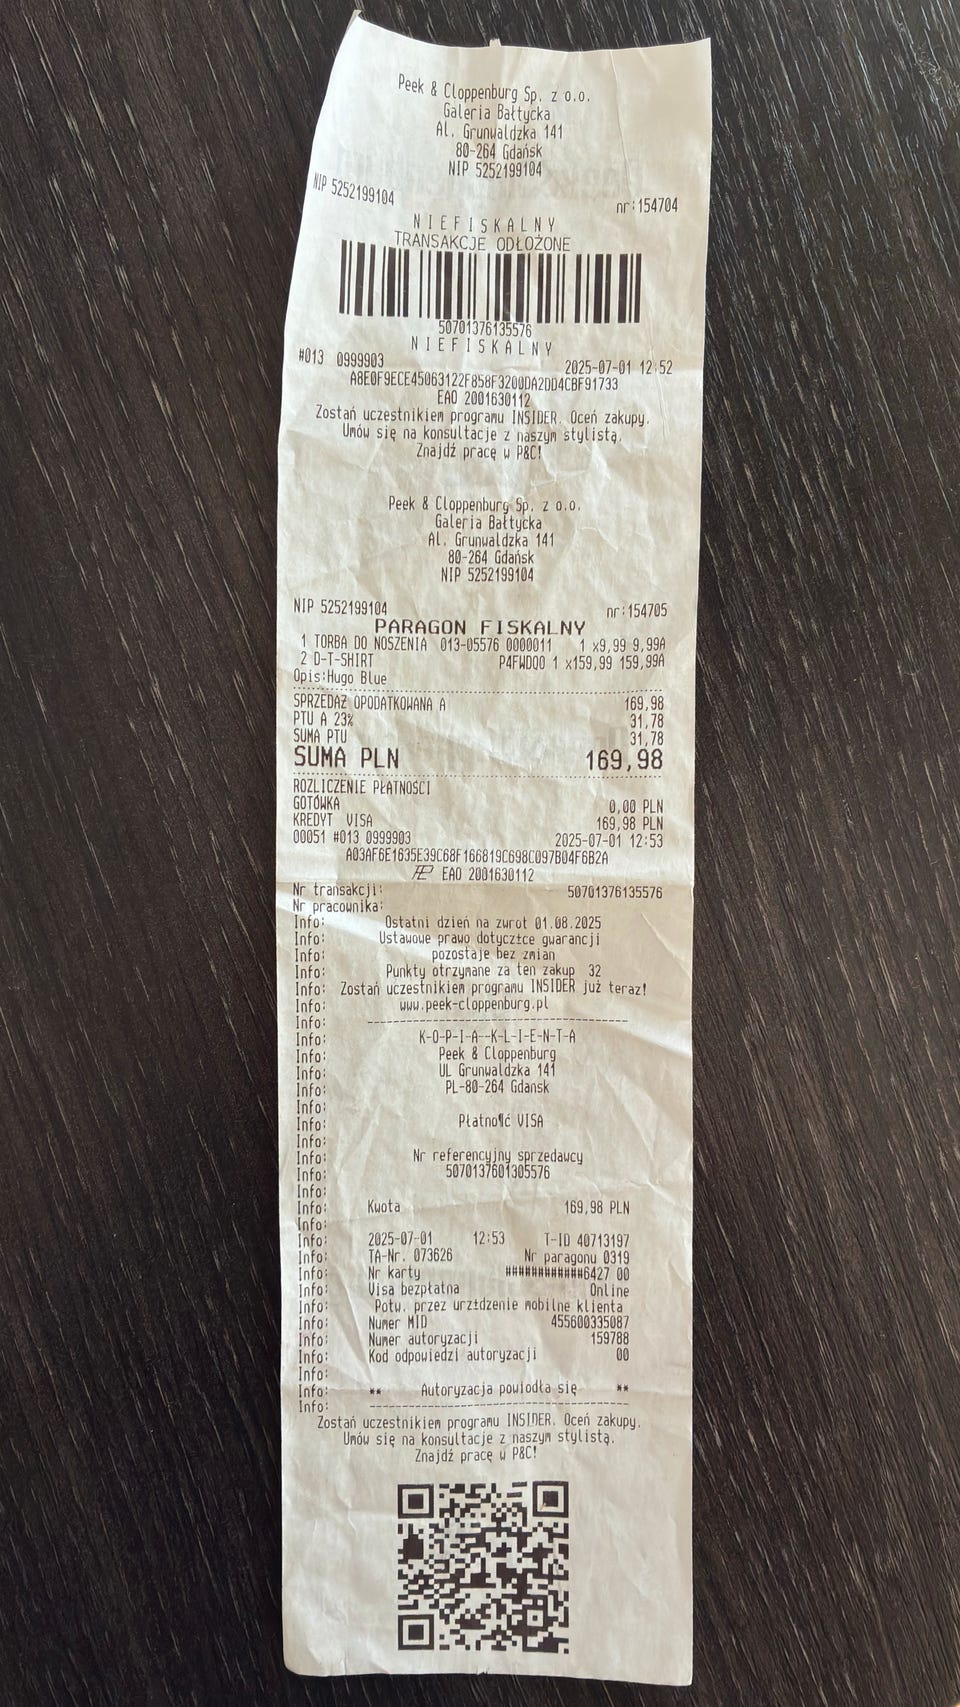 Peek & Cloppenburg Sp. z o.o.
Galeria Bałtycka
Al. Grunwaldzka 141
80-264 Gdańsk
NIP 5252199104
NIP 5252199104 nr:154704
NIEFISKALNY
TRANSAKCJE ODŁOŻONE
50701376135576
NIEFISKALNY
#013 0999903 2025-07-01 12:52
A8E0F9ECE45063122F858F3200DA2DD4CBF91733
EAO 2001630112
Zostań uczestnikiem programu INSIDER. Oceń zakupy.
Umów się na konsultacje z naszym stylistą.
Znajdź pracę w P&C!
Peek & Cloppenburg Sp. z o.o.
Galeria Bałtycka
Al. Grunwaldzka 141
80-264 Gdańsk
NIP 5252199104
NIP 5252199104 nr:154705
PARAGON FISKALNY
1 TORBA DO NOSZENIA 013-05576 0000011 1 x9,99 9,99A
2 D-T-SHIRT P4FWDQ0 1 x159,99 159,99A
Opis:Hugo Blue
SPRZEDAŻ OPODATKOWANA A 169,98
PTU A 23% 31,78
SUMA PTU 31,78
SUMA PLN 169,98
ROZLICZENIE PŁATNOŚCI
GOTÓWKA 0,00 PLN
KREDYT VISA 169,98 PLN
00051 #013 0999903 2025-07-01 12:53
A03AF6E1635E39C68F166819C698C097B04F6B2A
EAO 2001630112
Nr transakcji: 50701376135576
Nr pracownika:
Info: Ostatni dzień na zwrot 01.08.2025
Info: Ustawowe prawo dotyczłce gwarancji
Info: pozostaje bez zmian
Info: Punkty otrzymane za ten zakup 32
Info: Zostań uczestnikiem programu INSIDER już teraz!
Info: www.peek-cloppenburg.pl
Info: ------------------------------
Info: K-O-P-I-A--K-L-I-E-N-T-A
Info: Peek & Cloppenburg
Info: UL Grunwaldzka 141
Info: PL-80-264 Gdansk
Info:
Info: Płatno¶ć VISA
Info:
Info: Nr referencyjny sprzedawcy
Info: 5070137601305576
Info:
Info: Kwota 169,98 PLN
Info:
Info: 2025-07-01 12:53 T-ID 40713197
Info: TA-Nr. 073626 Nr paragonu 0319
Info: Nr karty ############6427 00
Info: Visa bezpłatna Online
Info: Potw. przez urzłdzenie mobilne klienta
Info: Numer MID 455600335087
Info: Numer autoryzacji 159788
Info: Kod odpowiedzi autoryzacji 00
Info:
Info: ** Autoryzacja powiodła się **
Info: ------------------------------
Zostań uczestnikiem programu INSIDER. Oceń zakupy.
Umów się na konsultacje z naszym stylistą.
Znajdź pracę w P&C!